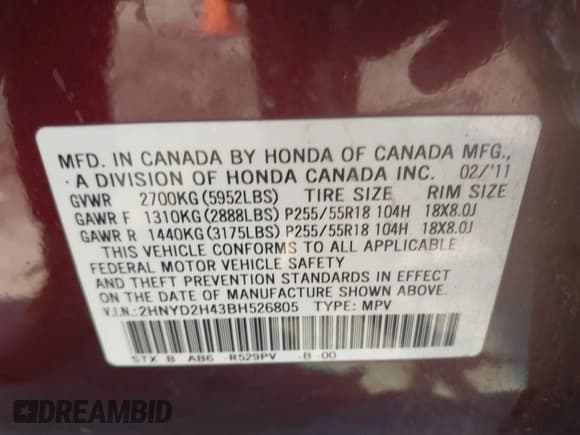 MFD. IN CANADA BY HONDA OF CANADA MFG.,
A DIVISION OF HONDA CANADA INC. 02/'11
GVWR 2700KG(5952LBS) TIRE SIZE RIM SIZE
GAWR F 1310KG(2888LBS) P255/55R18 104H 18X8.0J
GAWR R 1440KG(3175LBS) P255/55R18 104H 18X8.0J
THIS VEHICLE CONFORMS TO ALL APPLICABLE
FEDERAL MOTOR VEHICLE SAFETY
AND THEFT PREVENTION STANDARDS IN EFFECT
ON THE DATE OF MANUFACTURE SHOWN ABOVE.
V.I.N.:2HNYD2H43BH526805 TYPE: MPV
STX B AB6 R529PV -B 00
DREAMBID